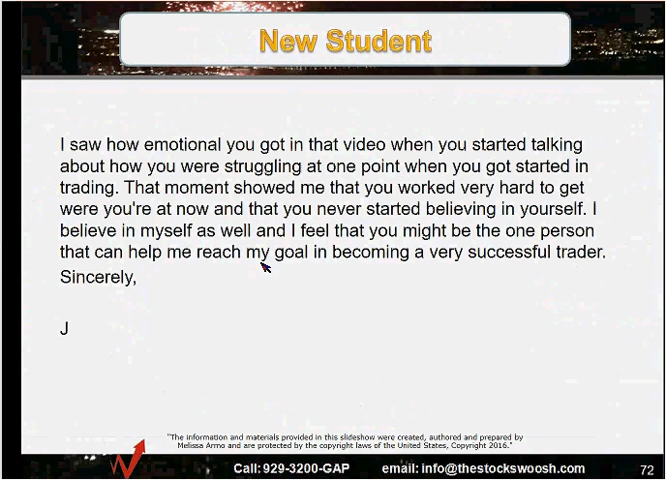 New Student
I saw how emotional you got in that video when you started talking
about how you were struggling at one point when you got started in
trading. That moment showed me that you worked very hard to get
were you're at now and that you never started believing in yourself. I
believe in myself as well and I feel that you might be the one person
that can help me reach my goal in becoming a very successful trader.
Sincerely,
J
"The information and materials provided in this slideshow were created, authored and prepared by
Melissa Armo and are protected by the copyright laws of the United States, Copyright 2016."
Call: 929-3200-GAP email: info@thestockswoosh.com 72